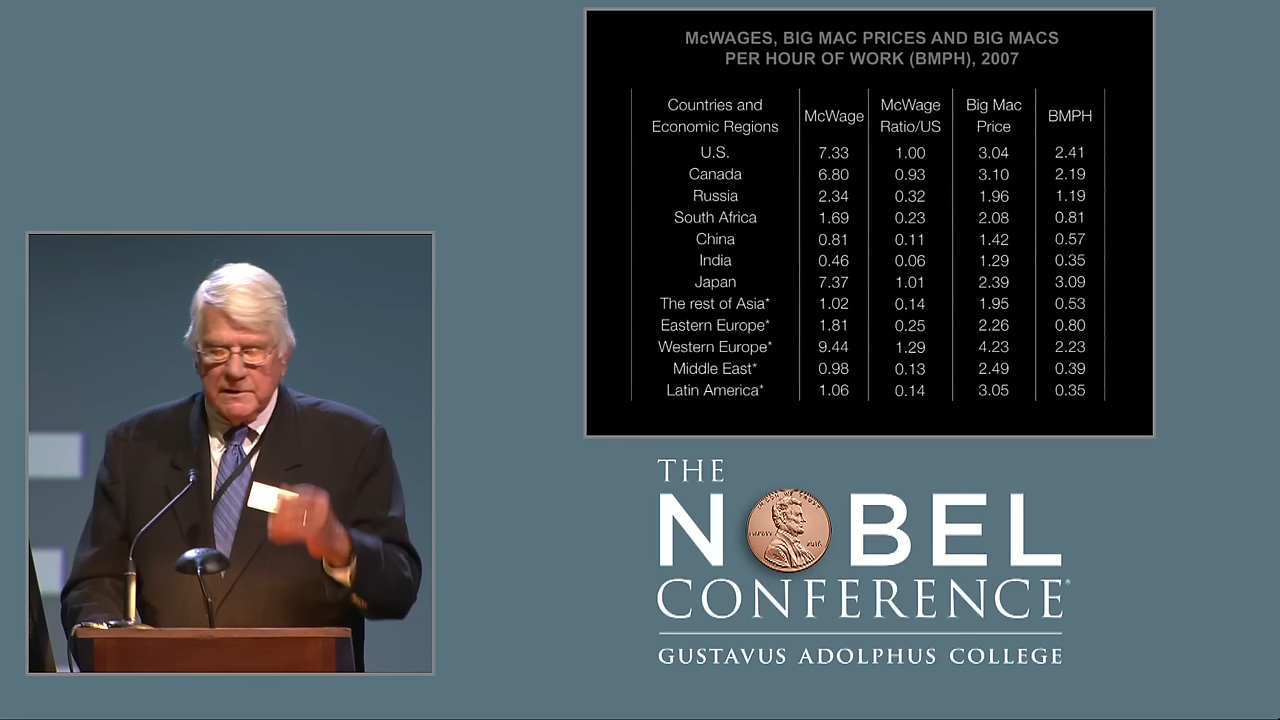 McWAGES, BIG MAC PRICES AND BIG MACS
PER HOUR OF WORK (BMPH), 2007
Countries and Economic Regions McWage McWage Ratio/US Big Mac Price BMPH
U.S. 7.33 1.00 3.04 2.41
Canada 6.80 0.93 3.10 2.19
Russia 2.34 0.32 1.96 1.19
South Africa 1.69 0.23 2.08 0.81
China 0.81 0.11 1.42 0.57
India 0.46 0.06 1.29 0.35
Japan 7.37 1.01 2.39 3.09
The rest of Asia* 1.02 0.14 1.95 0.53
Eastern Europe* 1.81 0.25 2.26 0.80
Western Europe* 9.44 1.29 4.23 2.23
Middle East* 0.98 0.13 2.49 0.39
Latin America* 1.06 0.14 3.05 0.35
THE
NOBEL
CONFERENCE®
GUSTAVUS ADOLPHUS COLLEGE